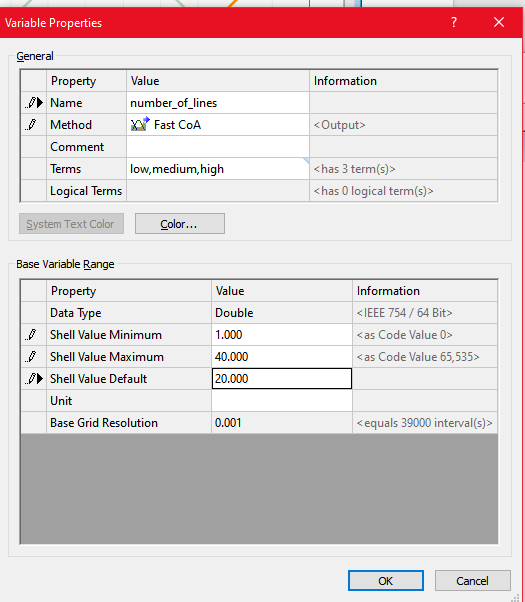 Variable Properties ?
General
Property Value Information
Name number_of_lines
Method Fast CoA <Output>
Comment
Terms low,medium,high <has 3 term(s)>
Logical Terms <has 0 logical term(s)>
System Text Color Color...
Base Variable Range
Property Value Information
Data Type Double <IEEE 754 / 64 Bit>
Shell Value Minimum 1.000 <as Code Value 0>
Shell Value Maximum 40.000 <as Code Value 65,535>
Shell Value Default 20.000
Unit
Base Grid Resolution 0.001 <equals 39000 interval(s)>
OK Cancel